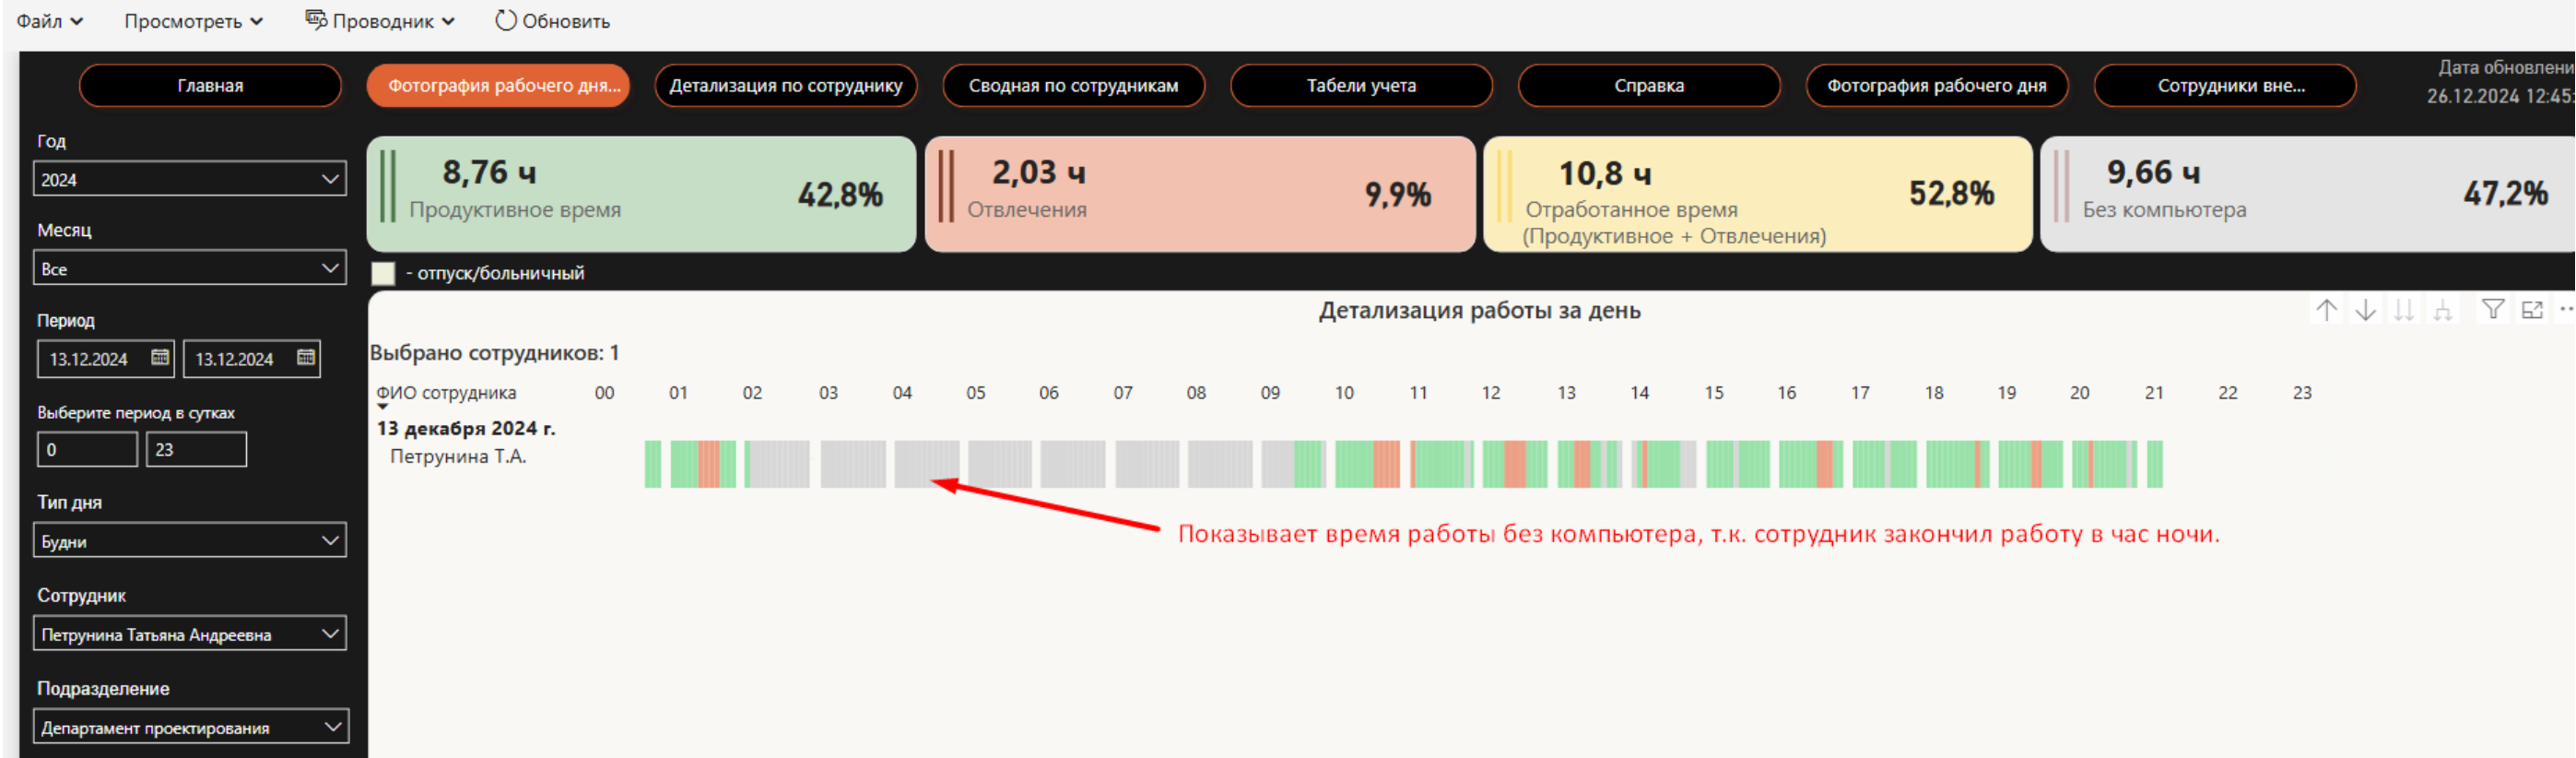 Файл Просмотреть Проводник Обновить
Главная Фотография рабочего дня... Детализация по сотруднику Сводная по сотрудникам Табели учета Справка Фотография рабочего дня Сотрудники вне...
Дата обновлени
26.12.2024 12:45:
Год
2024
Месяц
Все
Период
13.12.2024 13.12.2024
Выберите период в сутках
0 23
Тип дня
Будни
Сотрудник
Петрунина Татьяна Андреевна
Подразделение
Департамент проектирования
8,76 ч
Продуктивное время
42,8%
2,03 ч
Отвлечения
9,9%
10,8 ч
Отработанное время
(Продуктивное + Отвлечения)
52,8%
9,66 ч
Без компьютера
47,2%
- отпуск/больничный
Детализация работы за день
Выбрано сотрудников: 1
ФИО сотрудника 00 01 02 03 04 05 06 07 08 09 10 11 12 13 14 15 16 17 18 19 20 21 22 23
13 декабря 2024 г.
Петрунина Т.А.
Показывает время работы без компьютера, т.к. сотрудник закончил работу в час ночи.